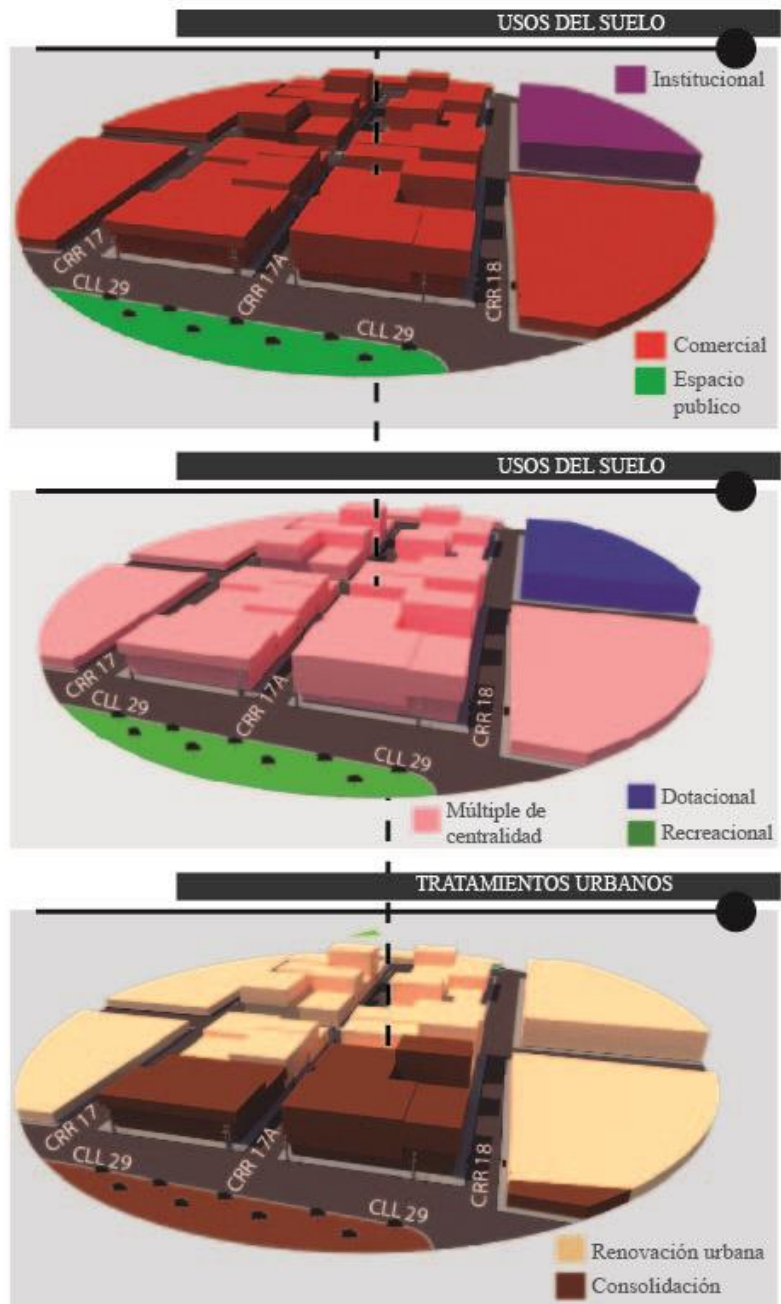 USOS DEL SUELO
Institucional
CRR 17
CRR 17A
CRR 18
CLL 29
CLL 29
Comercial
Espacio
publico
USOS DEL SUELO
CRR 17
CRR 17A
CRR 18
CLL 29
CLL 29
Múltiple de
centralidad
Dotacional
Recreacional
TRATAMIENTOS URBANOS
CRR 17
CRR 17A
CRR 18
CLL 29
CLL 29
Renovación urbana
Consolidación